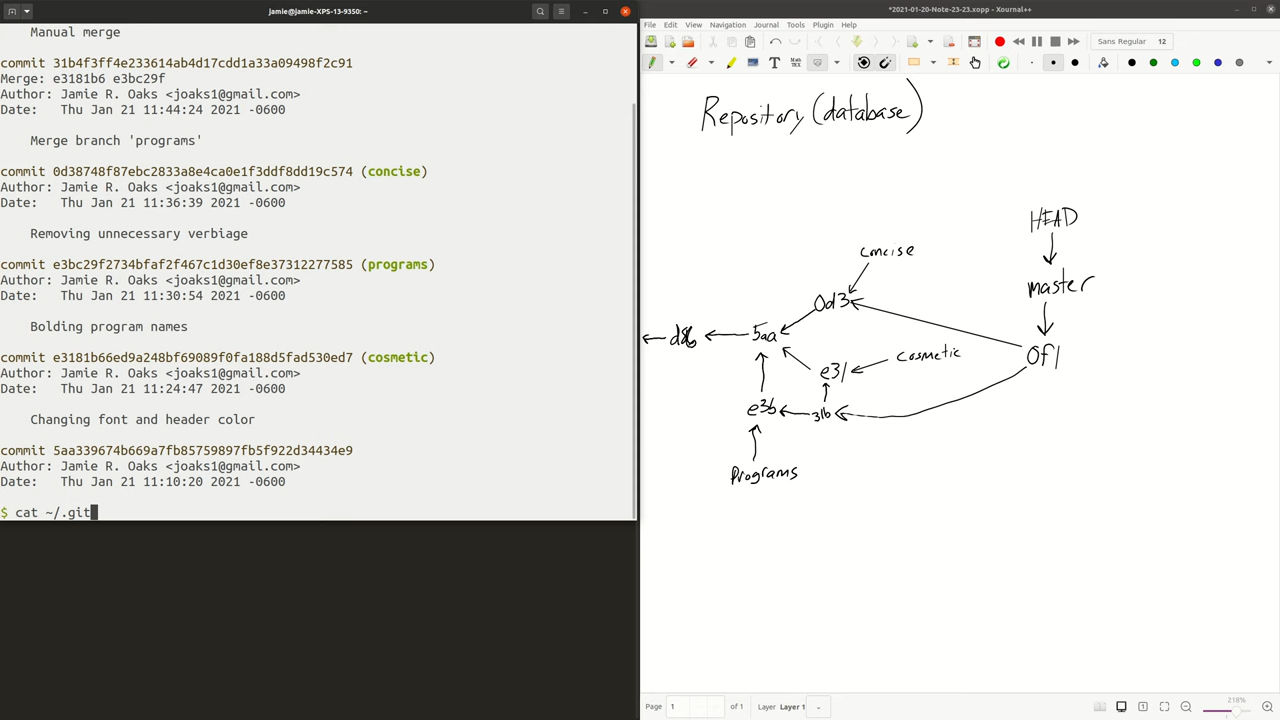 jamie@jamie-XPS-13-9350: ~
Manual merge
commit 31b4f3ff4e233614ab4d17cdd1a33a09498f2c91
Merge: e3181b6 e3bc29f
Author: Jamie R. Oaks <joaks1@gmail.com>
Date:   Thu Jan 21 11:44:24 2021 -0600
Merge branch 'programs'
commit 0d38748f87ebc2833a8e4ca0e1f3ddf8dd19c574 (concise)
Author: Jamie R. Oaks <joaks1@gmail.com>
Date:   Thu Jan 21 11:36:39 2021 -0600
Removing unnecessary verbiage
commit e3bc29f2734bfaf2f467c1d30ef8e37312277585 (programs)
Author: Jamie R. Oaks <joaks1@gmail.com>
Date:   Thu Jan 21 11:30:54 2021 -0600
Bolding program names
commit e3181b66ed9a248bf69089f0fa188d5fad530ed7 (cosmetic)
Author: Jamie R. Oaks <joaks1@gmail.com>
Date:   Thu Jan 21 11:24:47 2021 -0600
Changing font and header color
commit 5aa339674b669a7fb85759897fb5f922d34434e9
Author: Jamie R. Oaks <joaks1@gmail.com>
Date:   Thu Jan 21 11:10:20 2021 -0600
$ cat ~/.git
*2021-01-20-Note-23-23.xopp - Xournal++
File Edit View Navigation Journal Tools Plugin Help
Sans Regular 12
Repository (database)
HEAD
concise
master
0d3
5aa
cosmetic
0f1
e31
e3b
31b
programs
Page 1 of 1 Layer Layer 1
218%